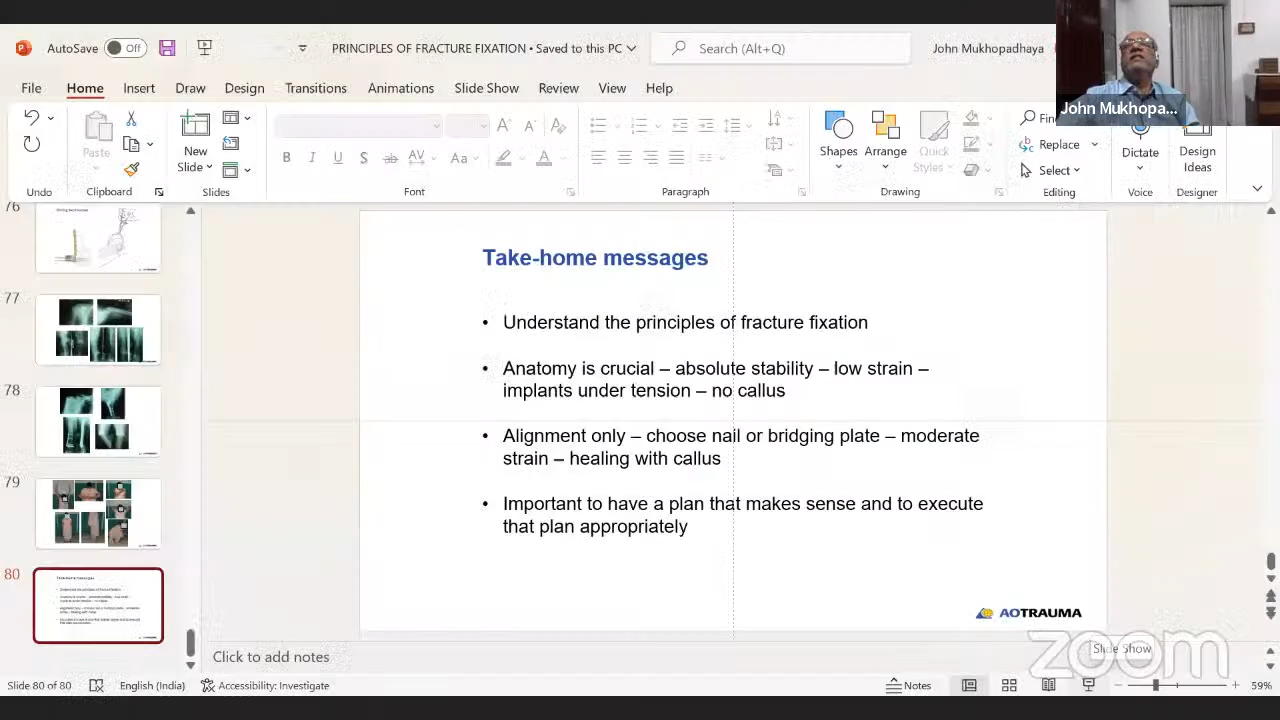 AutoSave Off
PRINCIPLES OF FRACTURE FIXATION • Saved to this PC
Search (Alt+Q)
John Mukhopadhaya
John Mukhopa...
File Home Insert Draw Design Transitions Animations Slide Show Review View Help
Paste
New
Slide
Shapes
Arrange
Quick
Styles
Replace
Select
Dictate
Design
Ideas
Undo Clipboard Slides Font Paragraph Drawing Editing Voice Designer
76
77
78
79
80
Take-home messages
• Understand the principles of fracture fixation
• Anatomy is crucial – absolute stability – low strain –
implants under tension – no callus
• Alignment only – choose nail or bridging plate – moderate
strain – healing with callus
• Important to have a plan that makes sense and to execute
that plan appropriately
AOTRAUMA
Click to add notes
Slide Show
zoom
Slide 80 of 80 English (India) Accessibility: Investigate Notes 59%